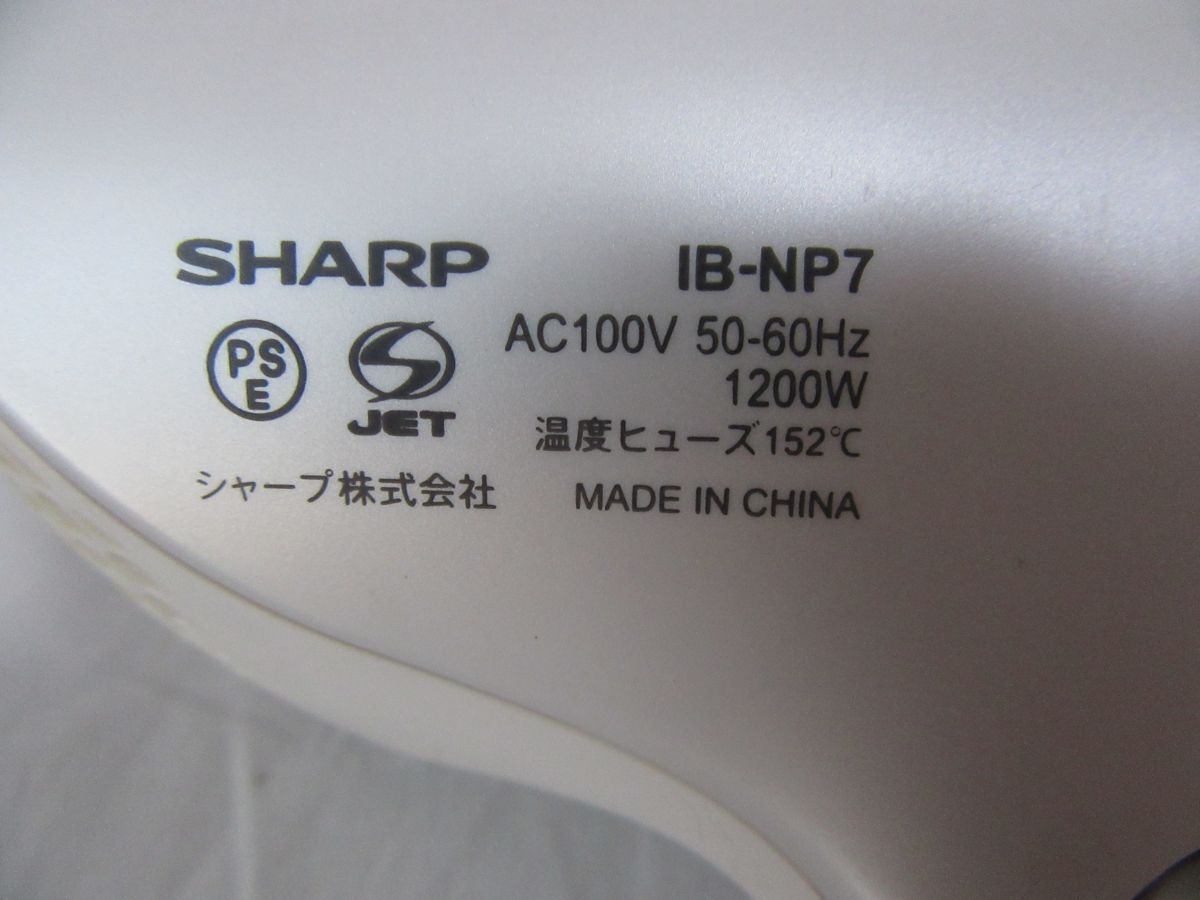 SHARP
IB-NP7
PS
E
JET
AC100V 50-60Hz
1200W
温度ヒューズ152℃
シャープ株式会社
MADE IN CHINA